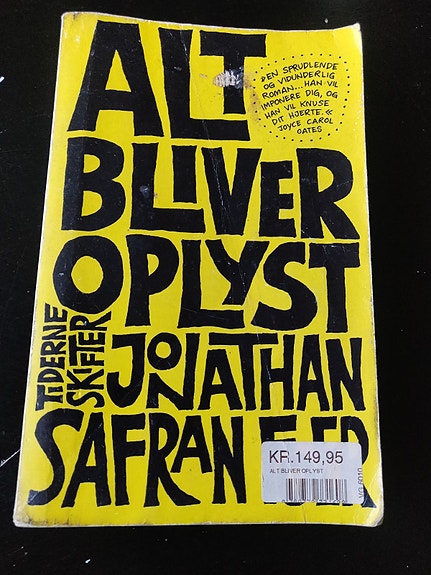 ALT
BLIVER
OPLYST
»EN SPRUDLENDE
OG VIDUNDERLIG
ROMAN... HAN VIL
IMPONERE DIG, OG
HAN VIL KNUSE
DIT HJERTE.«
JOYCE CAROL
OATES
TIDERNE
SKIFTER
JONATHAN
SAFRAN
KR.149,95
ALT BLIVER OPLYST